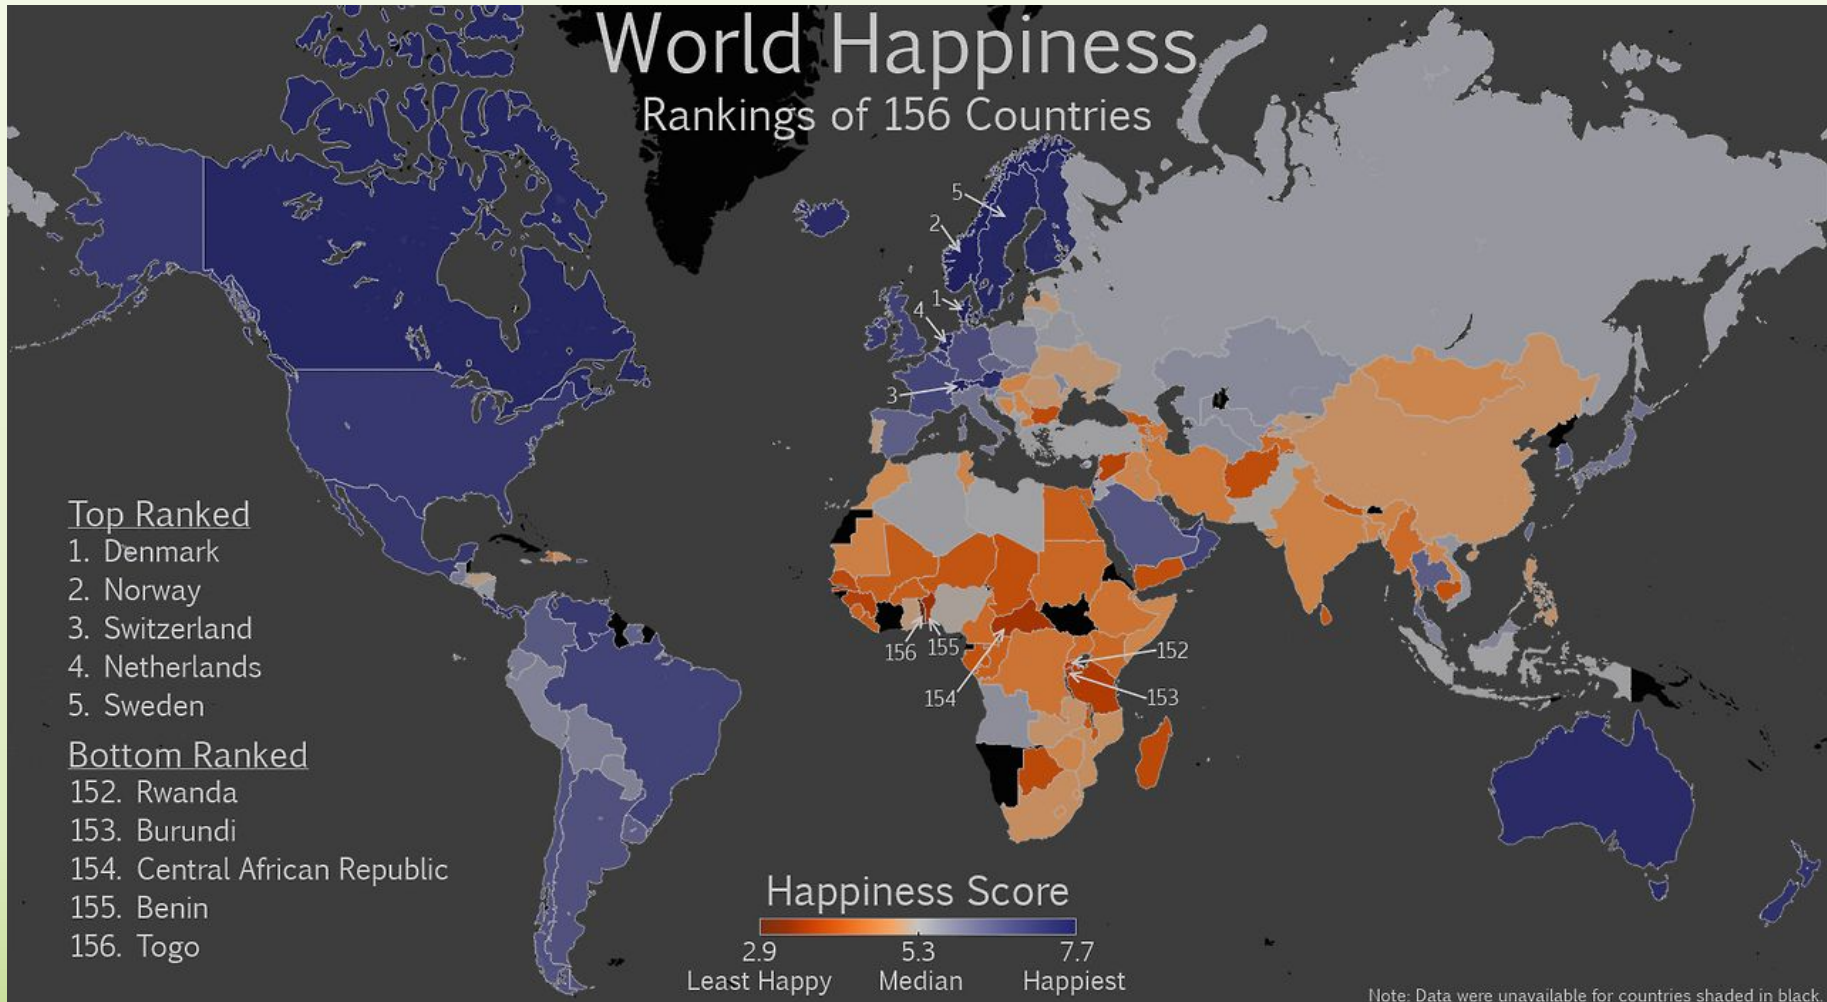 World Happiness
Rankings of 156 Countries
5
2
1
4
3
156 155
152
154
153
Top Ranked
1. Denmark
2. Norway
3. Switzerland
4. Netherlands
5. Sweden
Bottom Ranked
152. Rwanda
153. Burundi
154. Central African Republic
155. Benin
156. Togo
Happiness Score
2.9 5.3 7.7
Least Happy Median Happiest
Note: Data were unavailable for countries shaded in black.